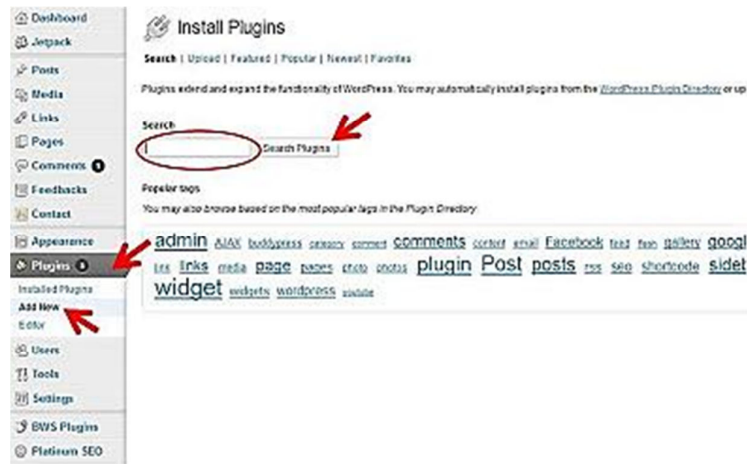 Dashboard
Jetpack
Posts
Media
Links
Pages
Comments
Feedbacks
Contact
Appearance
Plugins
Installed Plugins
Add New
Editor
Users
Tools
Settings
BWS Plugins
Platinum SEO
Install Plugins
Search | Upload | Featured | Popular | Newest | Favorites
Plugins extend and expand the functionality of WordPress. You may automatically install plugins from the WordPress Plugin Directory or up
Search
Search Plugins
Popular tags
You may also browse based on the most popular tags in the Plugin Directory:
admin AJAX buddypress category comment comments content email Facebook feed flash gallery googl
link links media page pages photo photos plugin Post posts rss seo shortcode sideb
widget widgets wordpress youtube